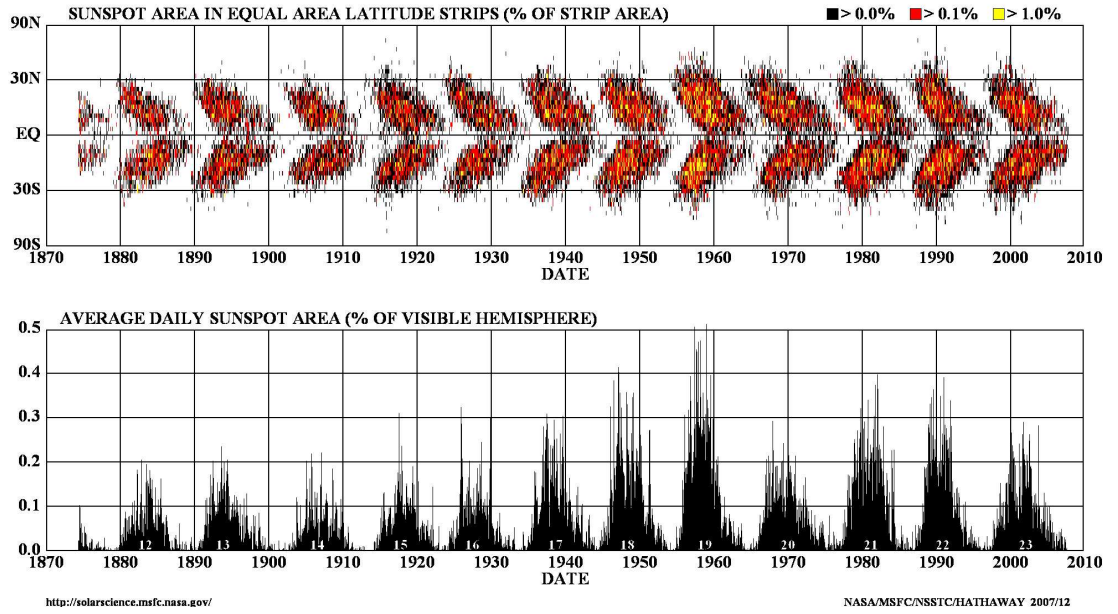 SUNSPOT AREA IN EQUAL AREA LATITUDE STRIPS (% OF STRIP AREA) > 0.0% > 0.1% > 1.0%
90N
30N
EQ
30S
90S
1870 1880 1890 1900 1910 1920 1930 1940 1950 1960 1970 1980 1990 2000 2010
DATE
AVERAGE DAILY SUNSPOT AREA (% OF VISIBLE HEMISPHERE)
0.5
0.4
0.3
0.2
0.1
0.0
12 13 14 15 16 17 18 19 20 21 22 23
1870 1880 1890 1900 1910 1920 1930 1940 1950 1960 1970 1980 1990 2000 2010
DATE
http://solarscience.msfc.nasa.gov/ NASA/MSFC/NSSTC/HATHAWAY 2007/12